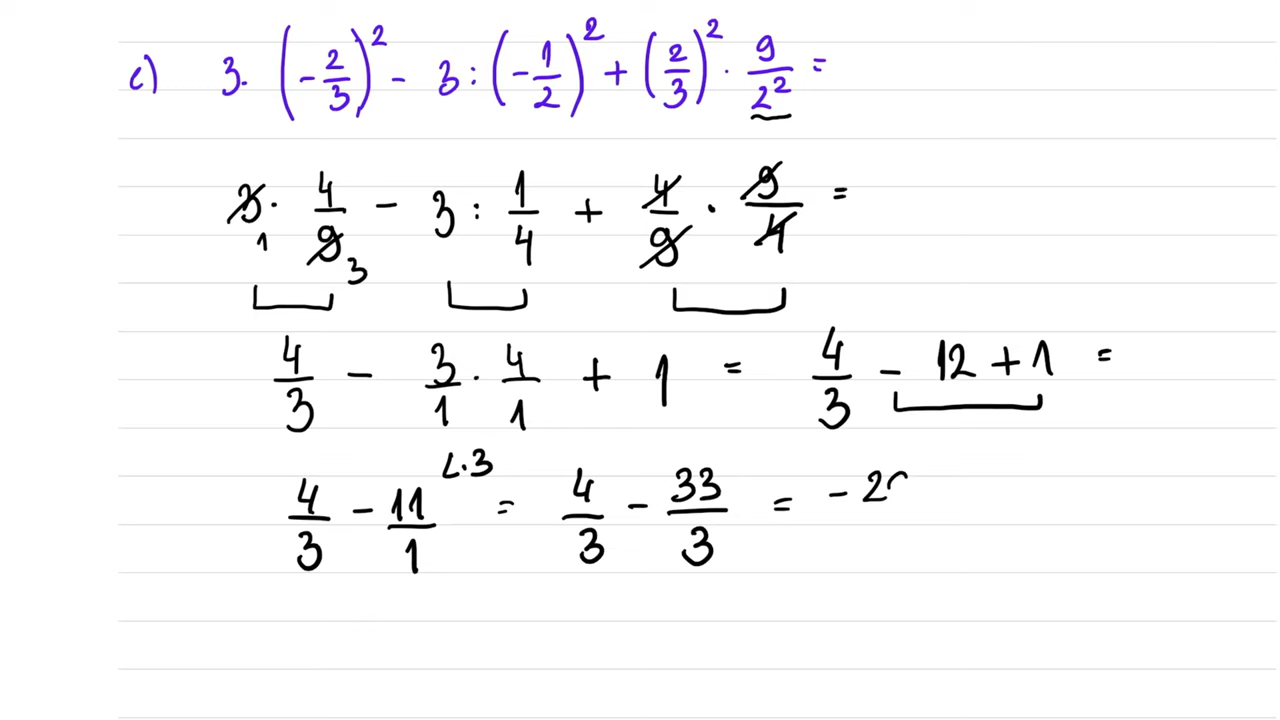 c) 3 · (-2/3)² - 3 : (-1/2)² + (2/3)² · 9/2² =
3 · 4/9 - 3 : 1/4 + 4/9 · 9/4 =
1 3
4/3 - 3/1 · 4/1 + 1 = 4/3 - 12 + 1 =
4/3 - 11/1 ∠·3 = 4/3 - 33/3 = - 2